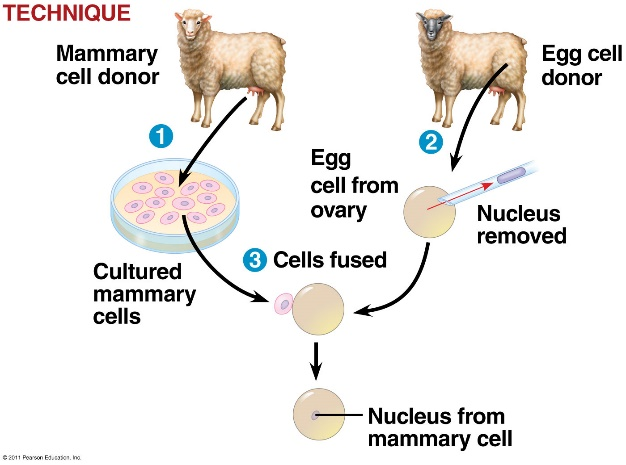 TECHNIQUE
Mammary
cell donor
Egg cell
donor
1
2
Egg
cell from
ovary
Nucleus
removed
3 Cells fused
Cultured
mammary
cells
Nucleus from
mammary cell
© 2011 Pearson Education, Inc.